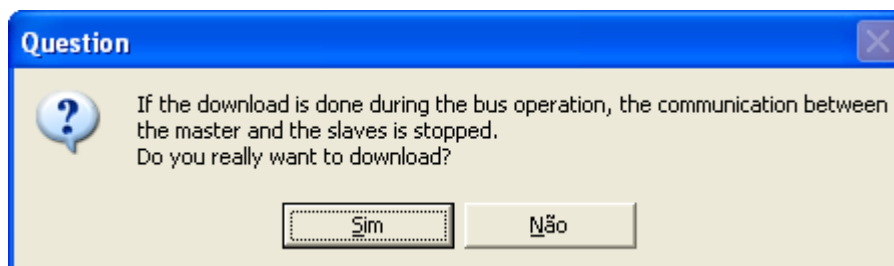 Question
If the download is done during the bus operation, the communication between
the master and the slaves is stopped.
Do you really want to download?
Sim
Não